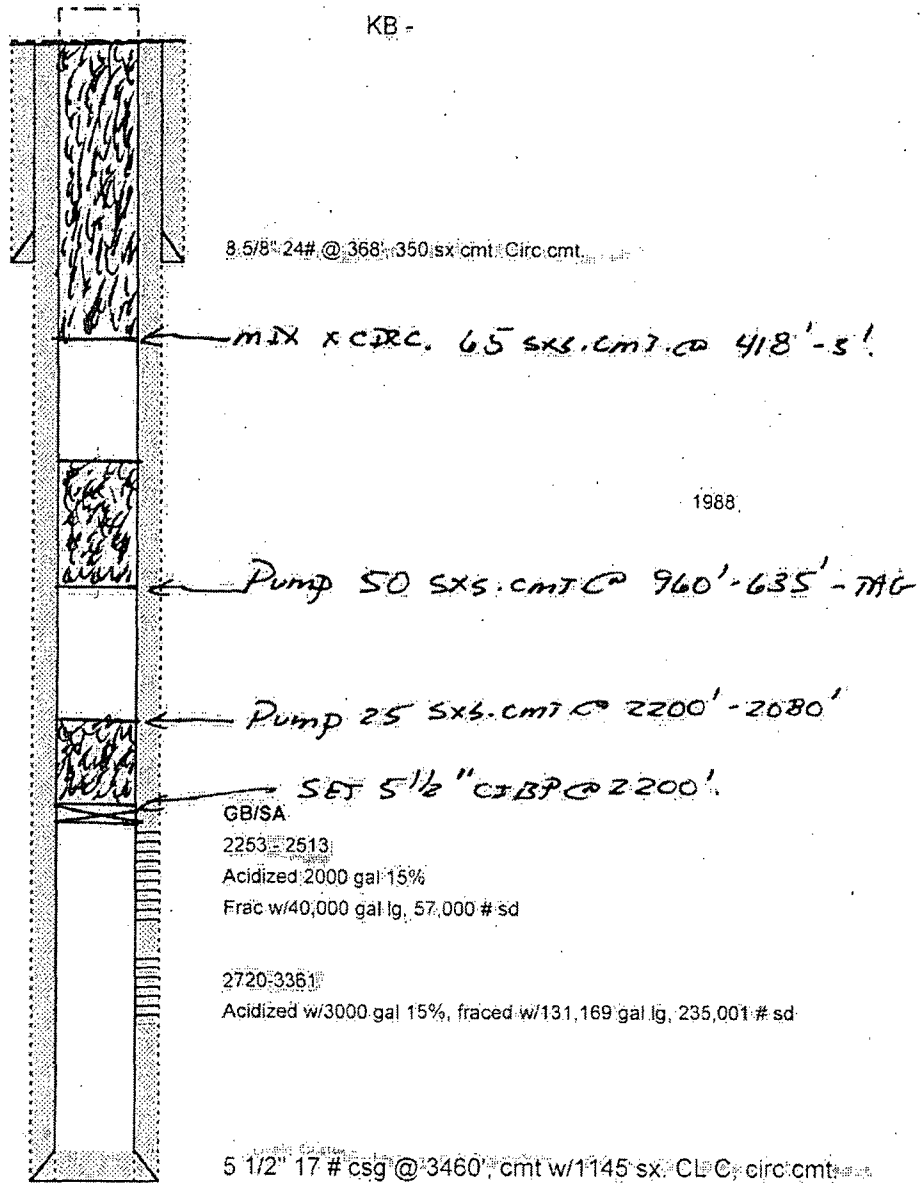 KB -
8 5/8" 24# @ 368', 350 sx cmt. Circ cmt.
MIX x CIRC. 65 SXS. CMT. @ 418'-3'.
1988
Pump 50 SXS. CMT @ 960'-635'-TAG
Pump 25 SXS. CMT @ 2200'-2080'
SET 5 1/2" CIBP @ 2200'.
GB/SA
2253 - 2513
Acidized 2000 gal 15%
Frac w/40,000 gal lg, 57,000 # sd
2720-3361
Acidized w/3000 gal 15%, fraced w/131,169 gal lg, 235,001 # sd
5 1/2" 17 # csg @ 3460', cmt w/1145 sx. CL C, circ cmt